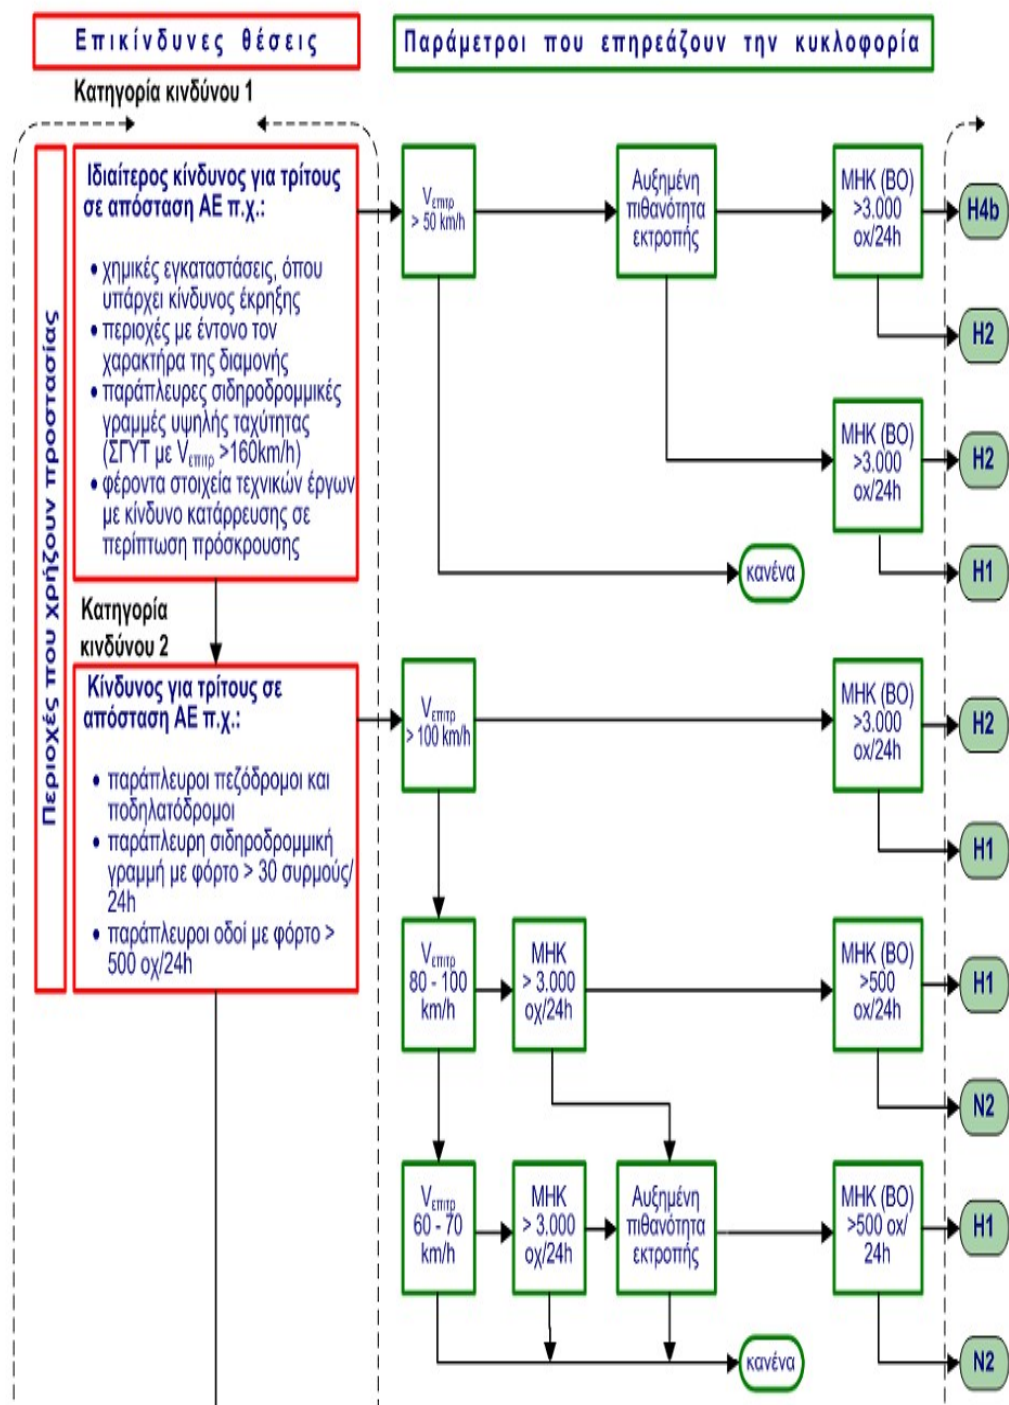 Επικίνδυνες θέσεις
Παράμετροι που επηρεάζουν την κυκλοφορία
Κατηγορία κινδύνου 1
Περιοχές που χρήζουν προστασίας
Ιδιαίτερος κίνδυνος για τρίτους
σε απόσταση ΑΕ π.χ.:
• χημικές εγκαταστάσεις, όπου
υπάρχει κίνδυνος έκρηξης
• περιοχές με έντονο τον
χαρακτήρα της διαμονής
• παράπλευρες σιδηροδρομμικές
γραμμές υψηλής ταχύτητας
(ΣΓΥΤ με Vεπιτρ >160km/h)
• φέροντα στοιχεία τεχνικών έργων
με κίνδυνο κατάρρευσης σε
περίπτωση πρόσκρουσης
Vεπιτρ
> 50 km/h
Αυξημένη
πιθανότητα
εκτροπής
ΜΗΚ (ΒΟ)
>3.000
οx/24h
H4b
H2
ΜΗΚ (ΒΟ)
>3.000
οx/24h
H2
H1
κανένα
Κατηγορία
κινδύνου 2
Κίνδυνος για τρίτους σε
απόσταση ΑΕ π.χ.:
• παράπλευροι πεζόδρομοι και
ποδηλατόδρομοι
• παράπλευρη σιδηροδρομμική
γραμμή με φόρτο > 30 συρμούς/
24h
• παράπλευροι οδοί με φόρτο >
500 οχ/24h
Vεπιτρ
> 100 km/h
ΜΗΚ (ΒΟ)
>3.000
οx/24h
H2
H1
Vεπιτρ
80 - 100
km/h
ΜΗΚ
> 3.000
οχ/24h
ΜΗΚ (ΒΟ)
>500
οx/24h
H1
N2
Vεπιτρ
60 - 70
km/h
ΜΗΚ
> 3.000
οχ/24h
Αυξημένη
πιθανότητα
εκτροπής
ΜΗΚ (ΒΟ)
>500 οx/
24h
H1
κανένα
N2